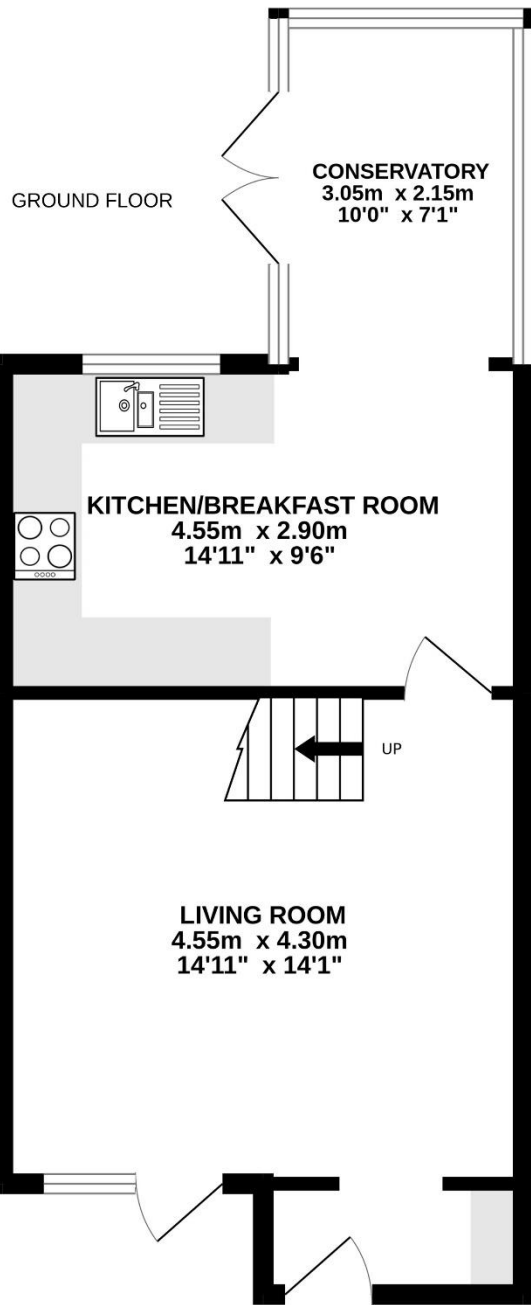 CONSERVATORY
3.05m x 2.15m
10'0" x 7'1"
GROUND FLOOR
KITCHEN/BREAKFAST ROOM
4.55m x 2.90m
14'11" x 9'6"
UP
LIVING ROOM
4.55m x 4.30m
14'11" x 14'1"